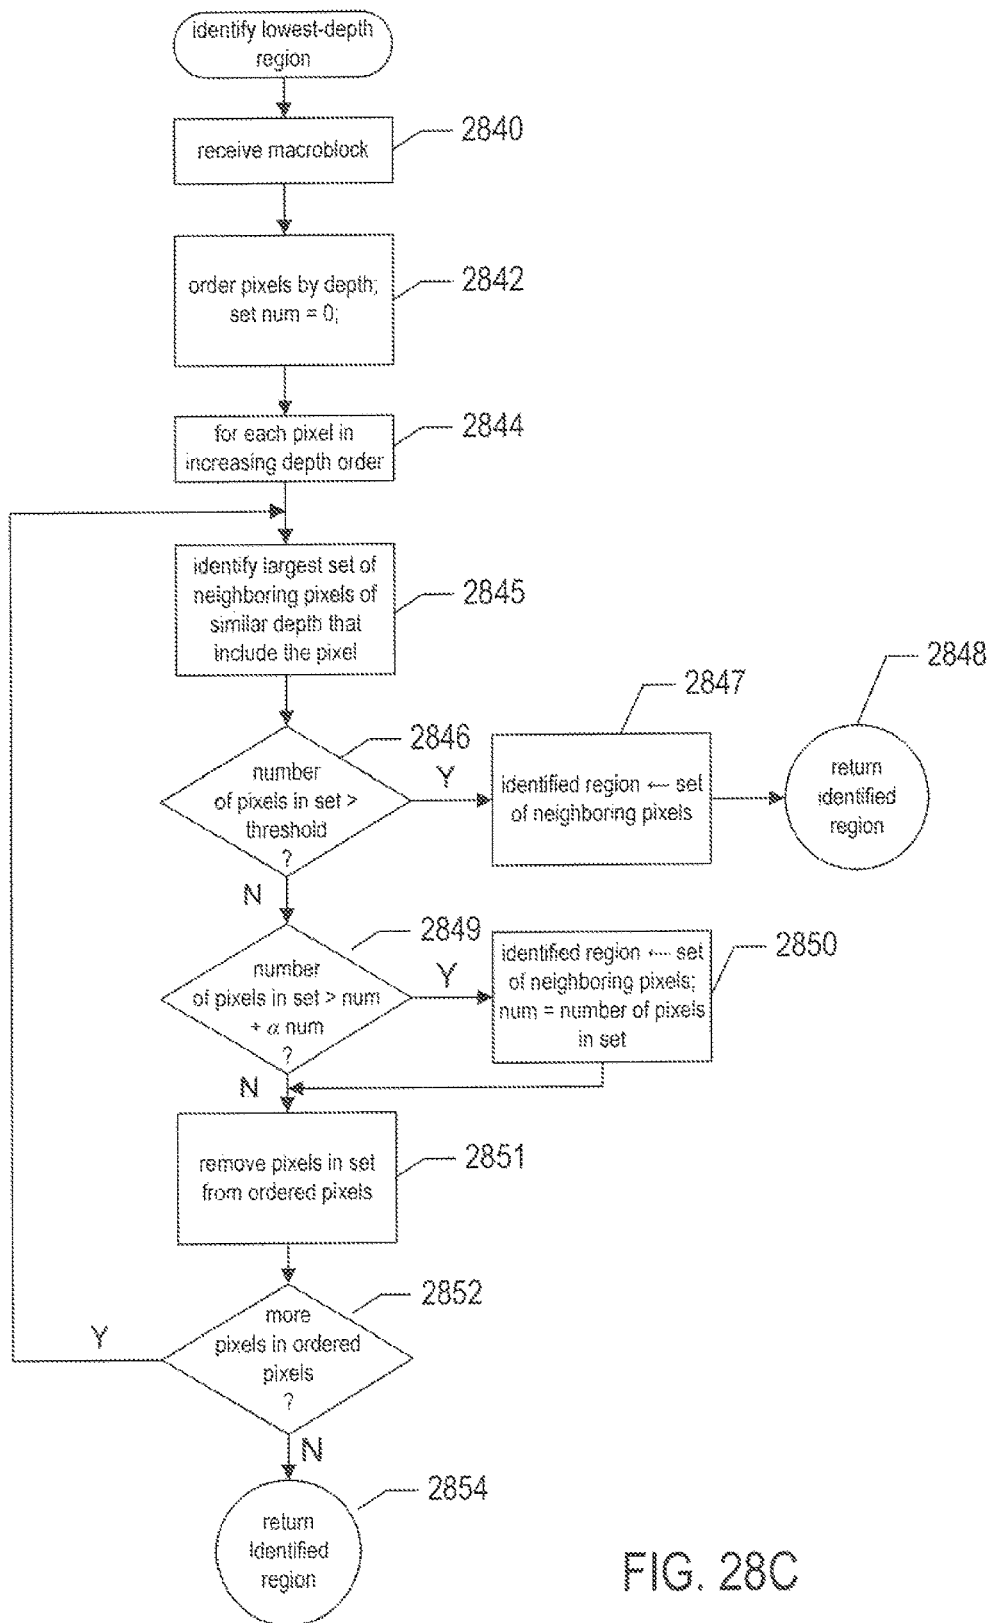 identify lowest-depth
region
2840
receive macroblock
2842
order pixels by depth;
set num = 0;
2844
for each pixel in
increasing depth order
identify largest set of
neighboring pixels of
similar depth that
include the pixel
2845
2848
2847
2846
number
of pixels in set >
threshold
?
Y
identified region ← set
of neighboring pixels
return
identified
region
N
2849
number
of pixels in set > num
+ α num
?
Y
identified region ← set
of neighboring pixels;
num = number of pixels
in set
2850
N
remove pixels in set
from ordered pixels
2851
2852
more
pixels in ordered
pixels
?
Y
N
2854
return
Identified
region
FIG. 28C